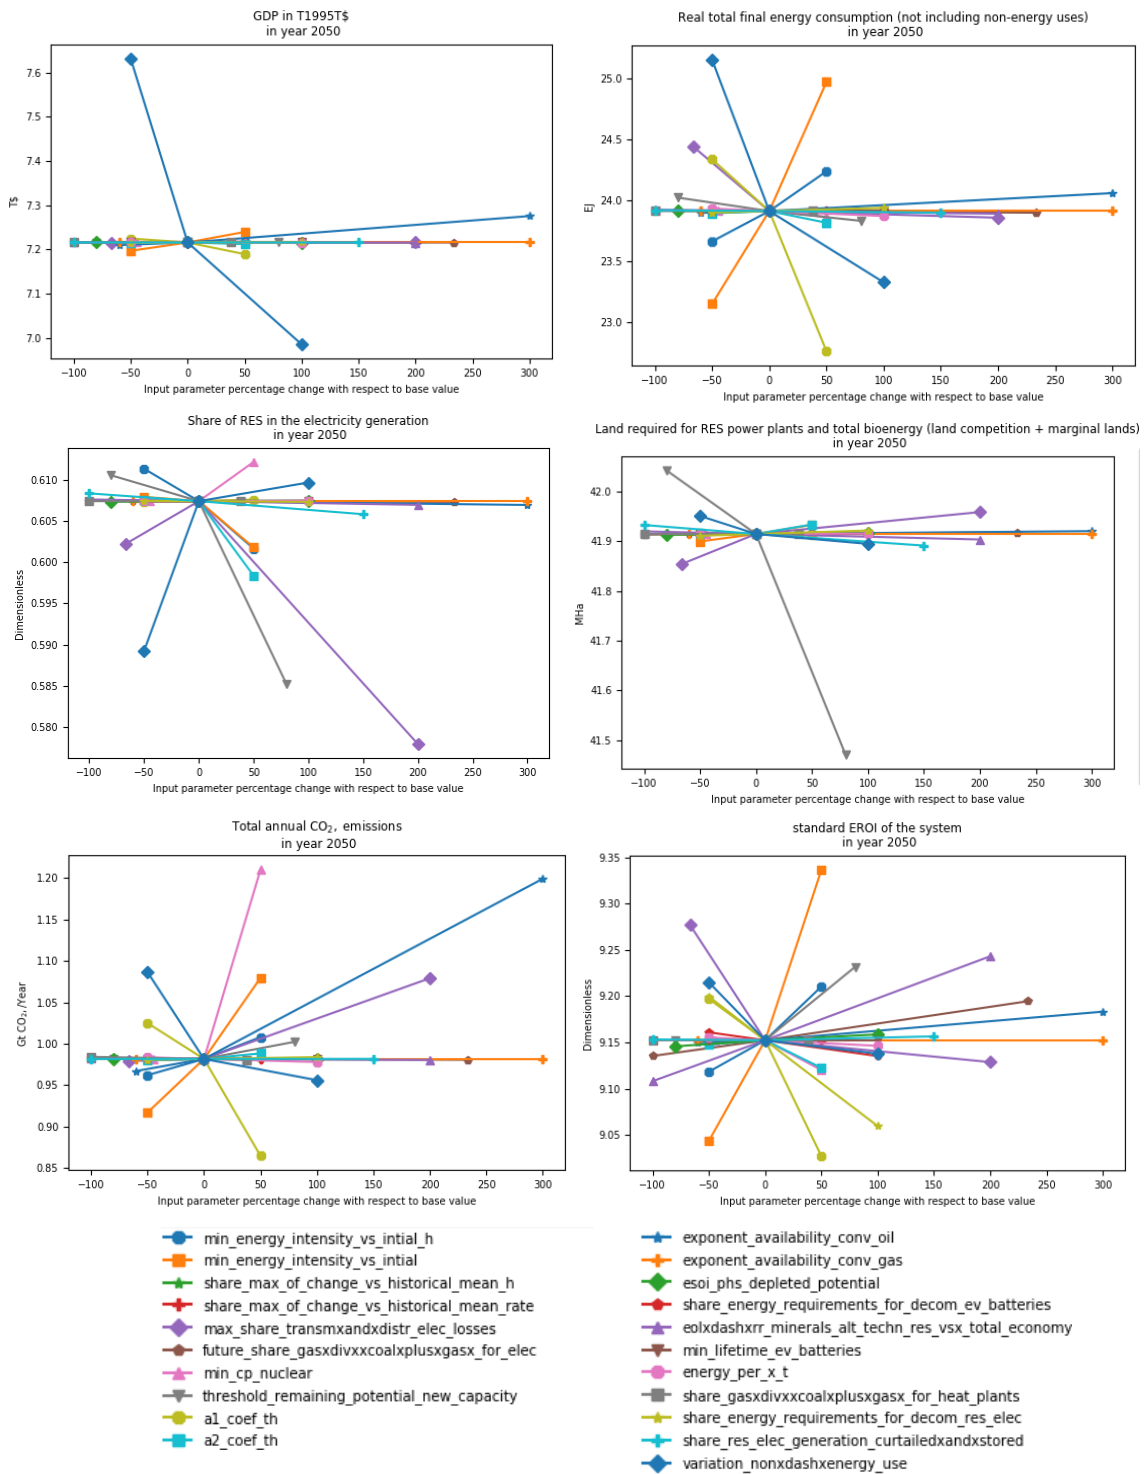 GDP in T1995T$
in year 2050
7.6
7.5
7.4
7.3
7.2
7.1
7.0
T$
−100 −50 0 50 100 150 200 250 300
Input parameter percentage change with respect to base value
Real total final energy consumption (not including non-energy uses)
in year 2050
25.0
24.5
24.0
23.5
23.0
EJ
−100 −50 0 50 100 150 200 250 300
Input parameter percentage change with respect to base value
Share of RES in the electricity generation
in year 2050
0.610
0.605
0.600
0.595
0.590
0.585
0.580
Dimensionless
−100 −50 0 50 100 150 200 250 300
Input parameter percentage change with respect to base value
Land required for RES power plants and total bioenergy (land competition + marginal lands)
in year 2050
42.0
41.9
41.8
41.7
41.6
41.5
MHa
−100 −50 0 50 100 150 200 250 300
Input parameter percentage change with respect to base value
Total annual CO2, emissions
in year 2050
1.20
1.15
1.10
1.05
1.00
0.95
0.90
0.85
Gt CO2,/Year
−100 −50 0 50 100 150 200 250 300
Input parameter percentage change with respect to base value
standard EROI of the system
in year 2050
9.35
9.30
9.25
9.20
9.15
9.10
9.05
Dimensionless
−100 −50 0 50 100 150 200 250 300
Input parameter percentage change with respect to base value
min_energy_intensity_vs_intial_h
min_energy_intensity_vs_intial
share_max_of_change_vs_historical_mean_h
share_max_of_change_vs_historical_mean_rate
max_share_transmxandxdistr_elec_losses
future_share_gasxdivxxcoalxplusxgasx_for_elec
min_cp_nuclear
threshold_remaining_potential_new_capacity
a1_coef_th
a2_coef_th
exponent_availability_conv_oil
exponent_availability_conv_gas
esoi_phs_depleted_potential
share_energy_requirements_for_decom_ev_batteries
eolxdashxrr_minerals_alt_techn_res_vsx_total_economy
min_lifetime_ev_batteries
energy_per_x_t
share_gasxdivxxcoalxplusxgasx_for_heat_plants
share_energy_requirements_for_decom_res_elec
share_res_elec_generation_curtailedxandxstored
variation_nonxdashxenergy_use